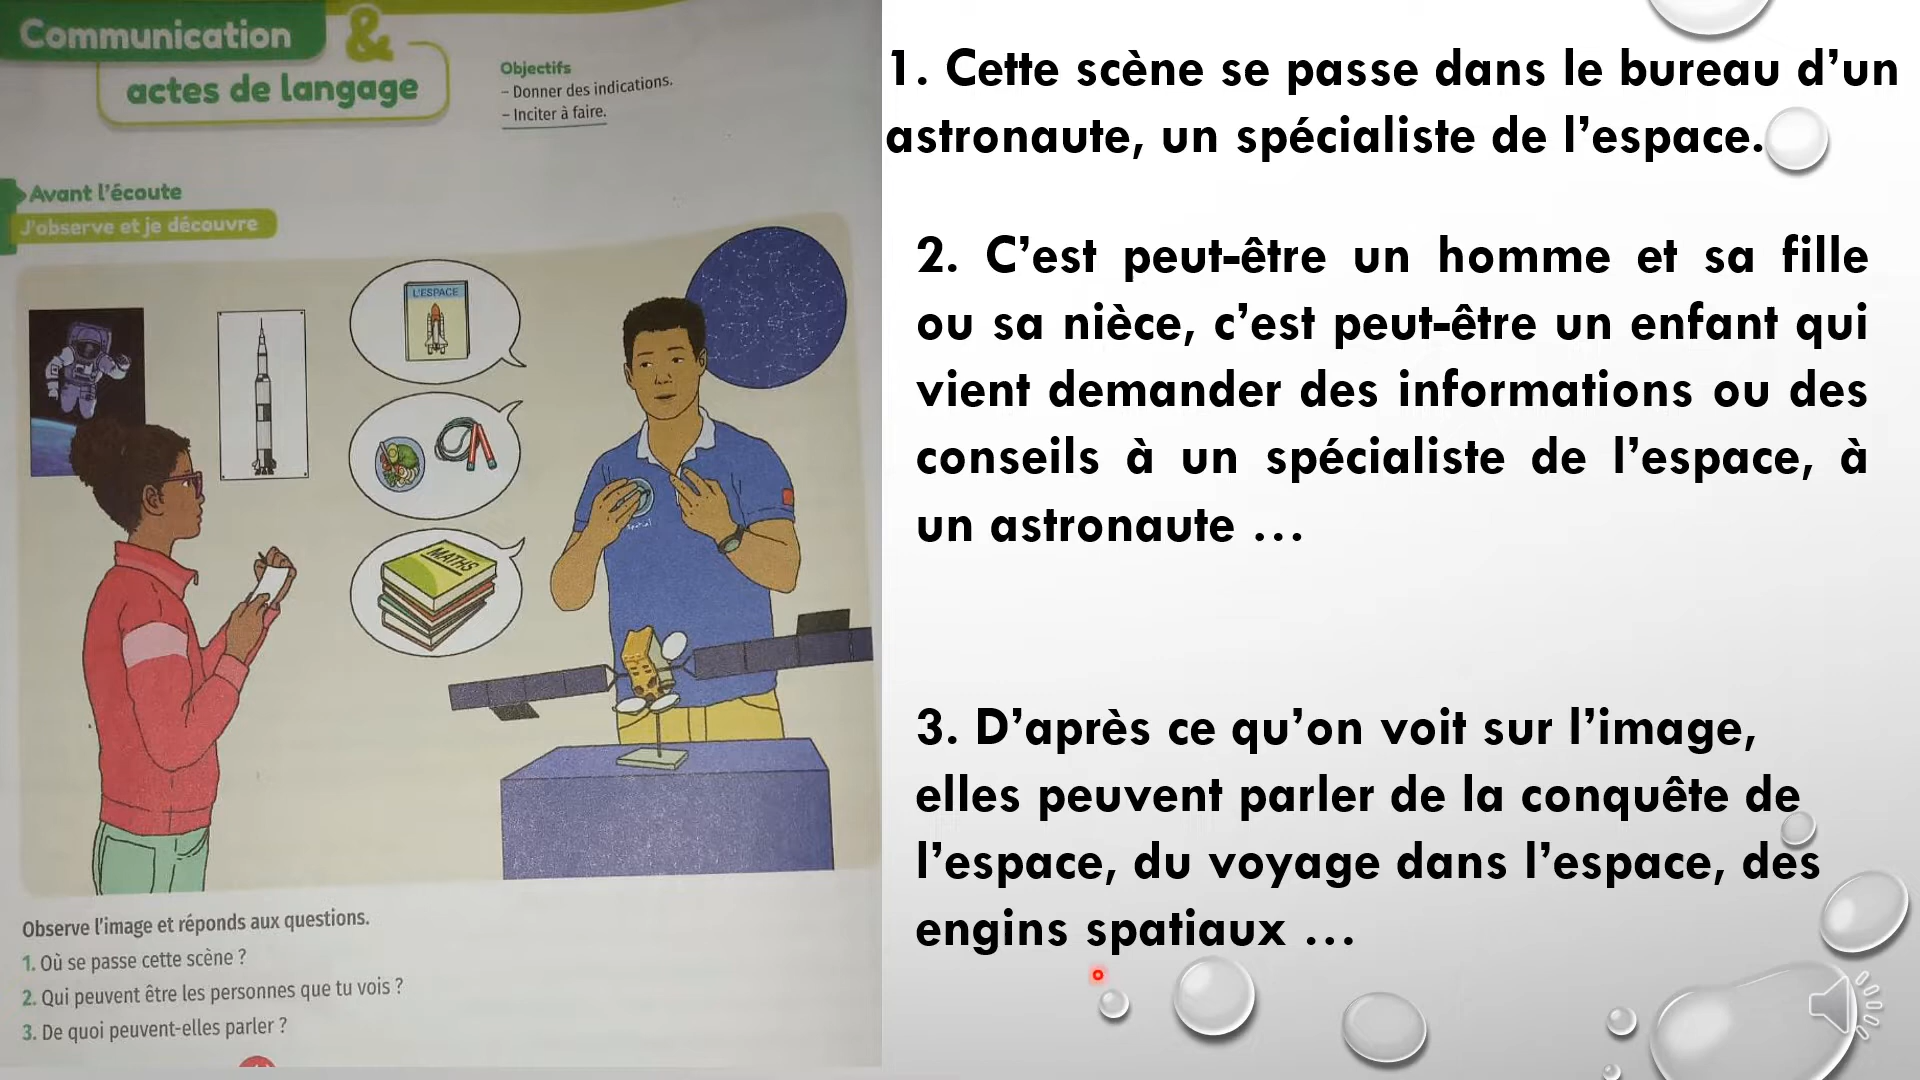 Communication &
actes de langage
Objectifs
– Donner des indications.
– Inciter à faire.
Avant l'écoute
J'observe et je découvre
L'ESPACE
MATHS
spatial
Observe l'image et réponds aux questions.
1. Où se passe cette scène ?
2. Qui peuvent être les personnes que tu vois ?
3. De quoi peuvent-elles parler ?
1. Cette scène se passe dans le bureau d'un
astronaute, un spécialiste de l'espace.
2. C'est peut-être un homme et sa fille
ou sa nièce, c'est peut-être un enfant qui
vient demander des informations ou des
conseils à un spécialiste de l'espace, à
un astronaute …
3. D'après ce qu'on voit sur l'image,
elles peuvent parler de la conquête de
l'espace, du voyage dans l'espace, des
engins spatiaux …